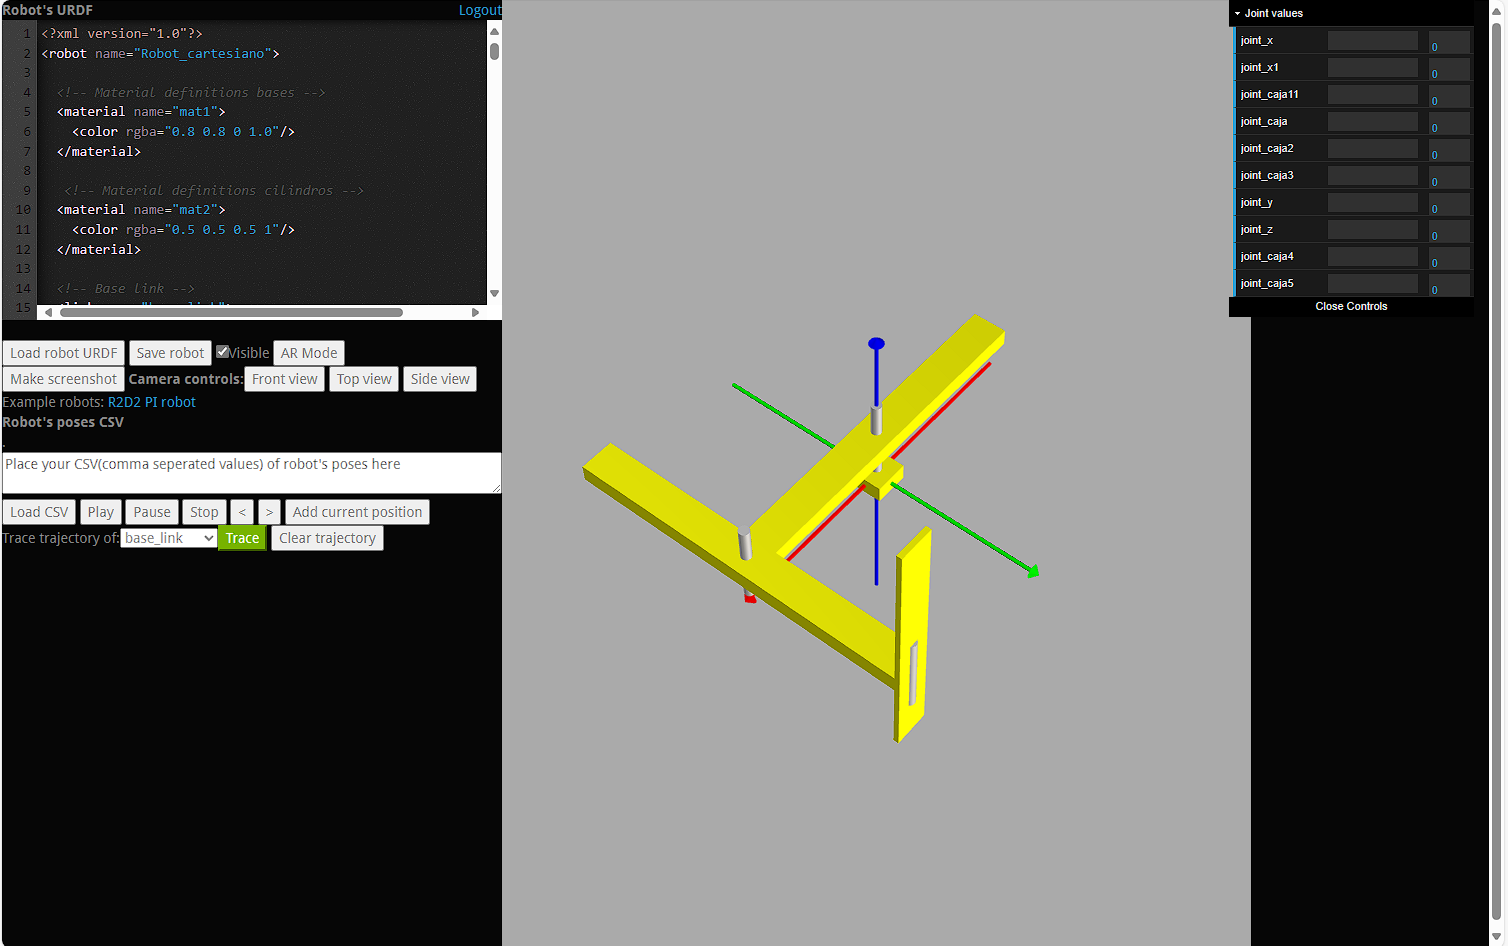 Robot's URDF
Logout
1 <?xml version="1.0"?>
2 <robot name="Robot_cartesiano">
3
4 <!-- Material definitions bases -->
5 <material name="mat1">
6 <color rgba="0.8 0.8 0 1.0"/>
7 </material>
8
9 <!-- Material definitions cilindros -->
10 <material name="mat2">
11 <color rgba="0.5 0.5 0.5 1"/>
12 </material>
13
14 <!-- Base link -->
15
Load robot URDF Save robot Visible AR Mode
Make screenshot Camera controls: Front view Top view Side view
Example robots: R2D2 PI robot
Robot's poses CSV
.
Place your CSV(comma seperated values) of robot's poses here
Load CSV Play Pause Stop < > Add current position
Trace trajectory of: base_link Trace Clear trajectory
Joint values
joint_x 0
joint_x1 0
joint_caja11 0
joint_caja 0
joint_caja2 0
joint_caja3 0
joint_y 0
joint_z 0
joint_caja4 0
joint_caja5 0
Close Controls